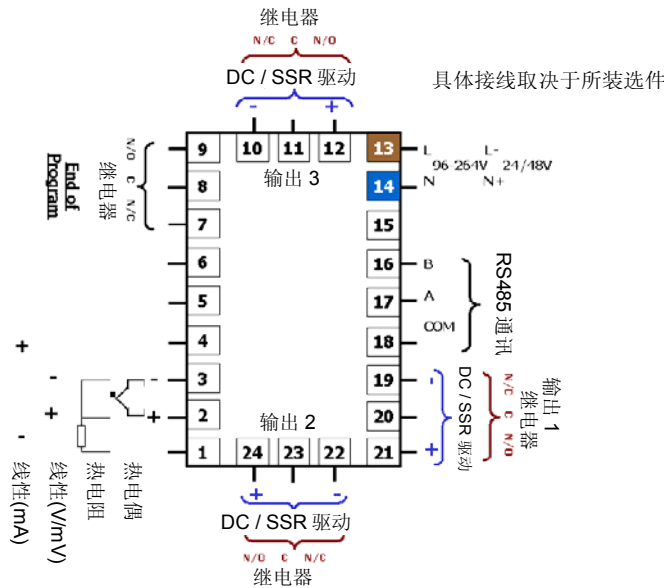 继电器
N/C C N/O
DC / SSR 驱动
具体接线取决于所装选件
- +
9 10 11 12 13 L L-
96-264V 24/48V
输出 3
8 14 N N+
7 15
6 16 B
5 17 A
4 18 COM
RS485 通讯
End of
Program
继电器
N/O C N/C
3 - 19 -
2 + 20
1 24 23 22 21 +
输出 2
DC / SSR 驱动
N/C C N/O
继电器
输出 1
+ -
DC / SSR 驱动
N/O C N/C
继电器
热电偶
热电阻
- + 线性(V/mV)
+ - 线性(mA)